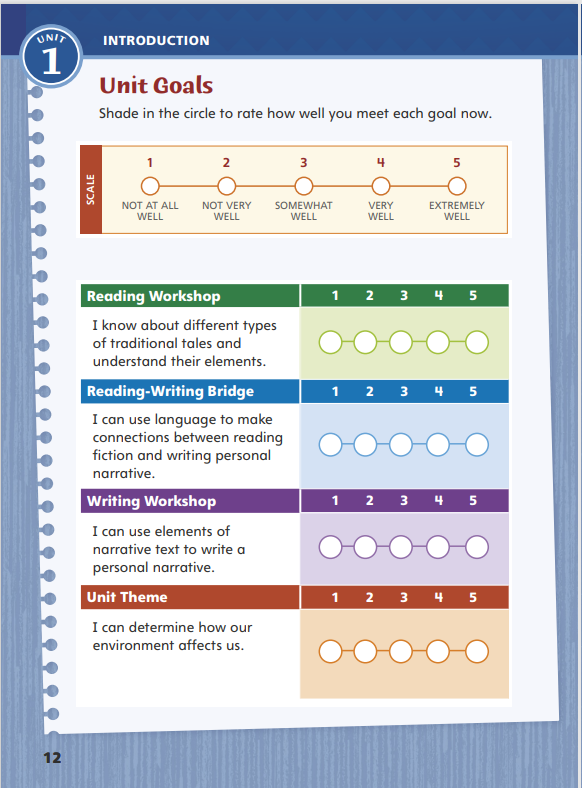 UNIT
1
INTRODUCTION
Unit Goals
Shade in the circle to rate how well you meet each goal now.
SCALE
1 2 3 4 5
NOT AT ALL WELL
NOT VERY WELL
SOMEWHAT WELL
VERY WELL
EXTREMELY WELL
Reading Workshop 1 2 3 4 5
I know about different types
of traditional tales and
understand their elements.
Reading-Writing Bridge 1 2 3 4 5
I can use language to make
connections between reading
fiction and writing personal
narrative.
Writing Workshop 1 2 3 4 5
I can use elements of
narrative text to write a
personal narrative.
Unit Theme 1 2 3 4 5
I can determine how our
environment affects us.
12